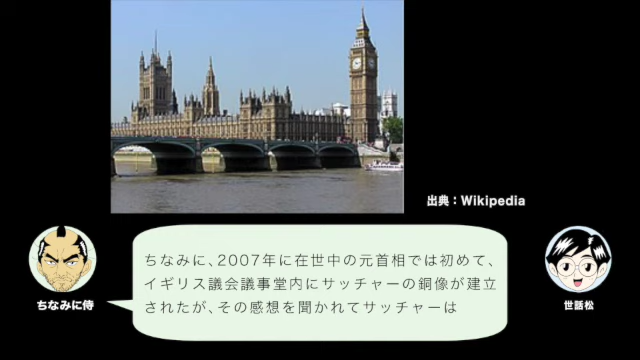 出典：Wikipedia
ちなみに、2007年に在世中の元首相では初めて、
イギリス議会議事堂内にサッチャーの銅像が建立
されたが、その感想を聞かれてサッチャーは
ちなみに侍
世話松